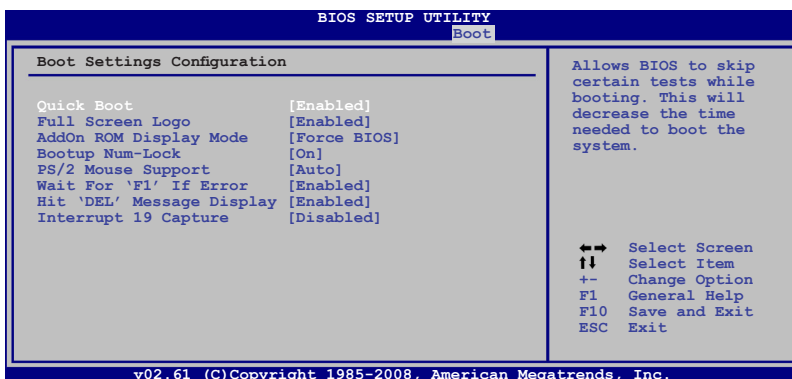 BIOS SETUP UTILITY
Boot
Boot Settings Configuration
Quick Boot [Enabled]
Full Screen Logo [Enabled]
AddOn ROM Display Mode [Force BIOS]
Bootup Num-Lock [On]
PS/2 Mouse Support [Auto]
Wait For ‘F1’ If Error [Enabled]
Hit ‘DEL’ Message Display [Enabled]
Interrupt 19 Capture [Disabled]
Allows BIOS to skip
certain tests while
booting. This will
decrease the time
needed to boot the
system.
←→ Select Screen
↑↓ Select Item
+- Change Option
F1 General Help
F10 Save and Exit
ESC Exit
v02.61 (C)Copyright 1985-2008, American Megatrends, Inc.